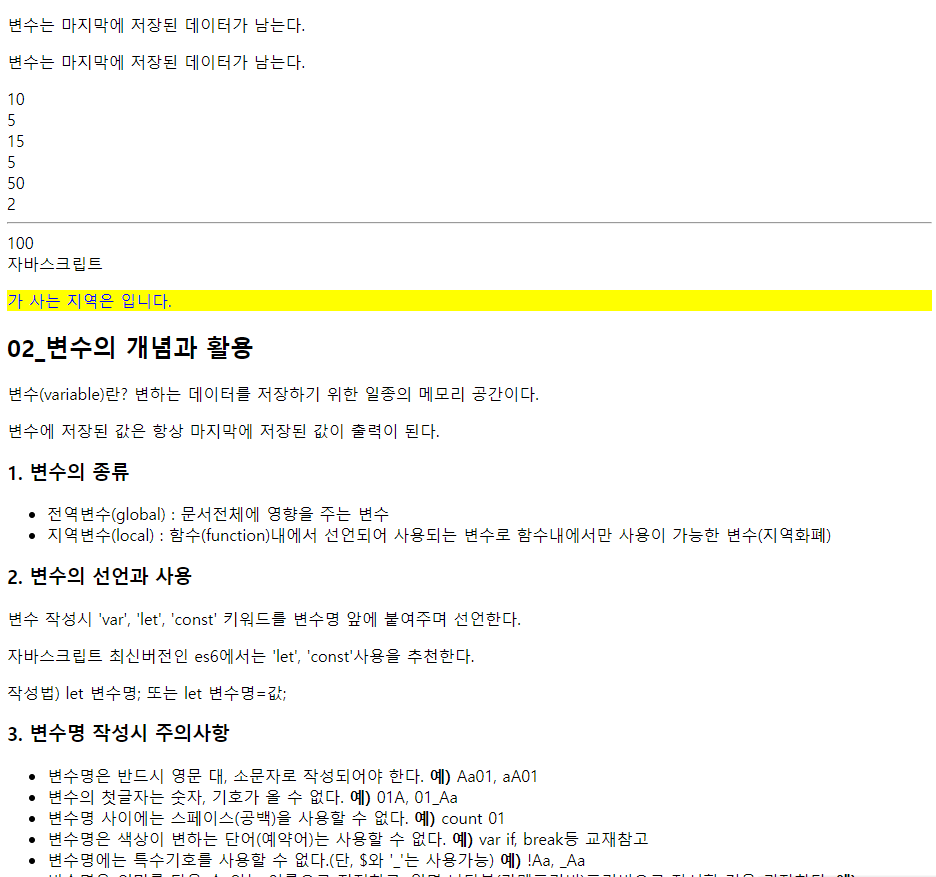 변수는 마지막에 저장된 데이터가 남는다.
변수는 마지막에 저장된 데이터가 남는다.
10
5
15
5
50
2
100
자바스크립트
가 사는 지역은 입니다.
02_변수의 개념과 활용
변수(variable)란? 변하는 데이터를 저장하기 위한 일종의 메모리 공간이다.
변수에 저장된 값은 항상 마지막에 저장된 값이 출력이 된다.
1. 변수의 종류
• 전역변수(global) : 문서전체에 영향을 주는 변수
• 지역변수(local) : 함수(function)내에서 선언되어 사용되는 변수로 함수내에서만 사용이 가능한 변수(지역화폐)
2. 변수의 선언과 사용
변수 작성시 'var', 'let', 'const' 키워드를 변수명 앞에 붙여주며 선언한다.
자바스크립트 최신버전인 es6에서는 'let', 'const'사용을 추천한다.
작성법) let 변수명; 또는 let 변수명=값;
3. 변수명 작성시 주의사항
• 변수명은 반드시 영문 대, 소문자로 작성되어야 한다. 예) Aa01, aA01
• 변수의 첫글자는 숫자, 기호가 올 수 없다. 예) 01A, 01_Aa
• 변수명 사이에는 스페이스(공백)을 사용할 수 없다. 예) count 01
• 변수명은 색상이 변하는 단어(예약어)는 사용할 수 없다. 예) var if, break등 교재참고
• 변수명에는 특수기호를 사용할 수 없다.(단, $와 '_'는 사용가능) 예) !Aa, _Aa